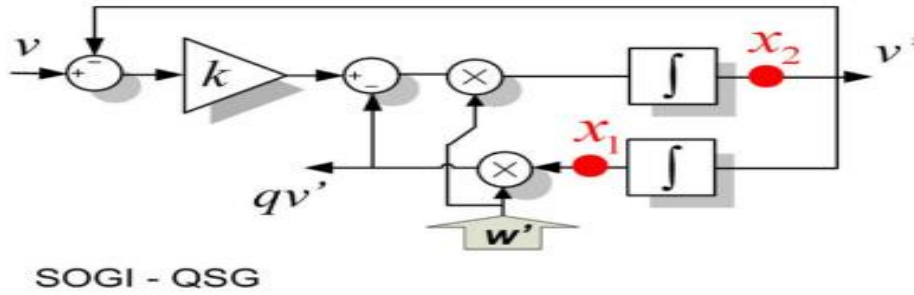 v
+
−
k
+
−
×
∫
x₂
v'
qv'
×
x₁
∫
w'
SOGI - QSG